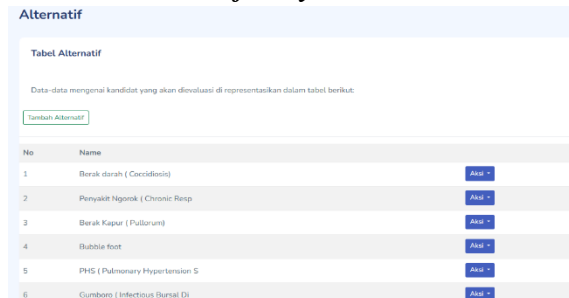 Alternatif
Tabel Alternatif
Data-data mengenai kandidat yang akan dievaluasi di representasikan dalam tabel berikut:
Tambah Alternatif
No Name
1 Berak darah ( Coccidiosis) Aksi
2 Penyakit Ngorok ( Chronic Resp Aksi
3 Berak Kapur ( Pullorum) Aksi
4 Bubble foot Aksi
5 PHS ( Pulmonary Hypertension S Aksi
6 Gumboro ( Infectious Bursal Di Aksi